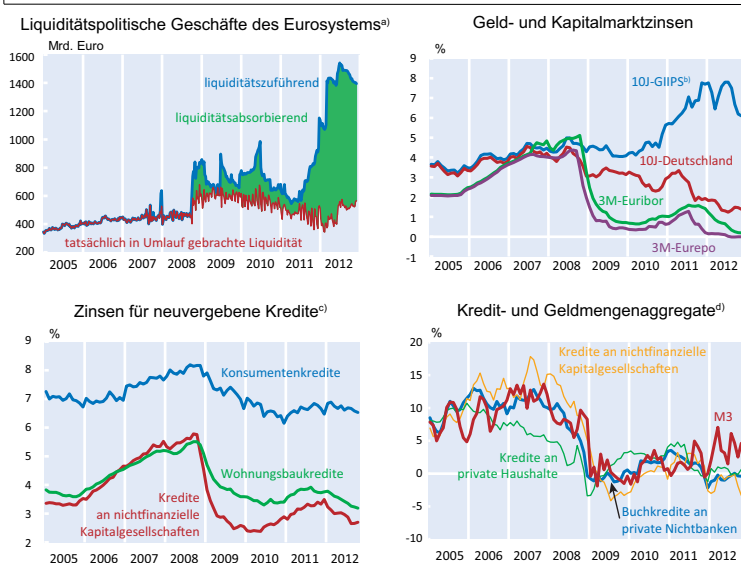 Liquiditätspolitische Geschäfte des Eurosystems a)
Mrd. Euro
1600
1400
1200
1000
800
600
400
200
liquiditätszuführend
liquiditätsabsorbierend
tatsächlich in Umlauf gebrachte Liquidität
2005 2006 2007 2008 2009 2010 2011 2012
Geld- und Kapitalmarktzinsen
%
9
8
7
6
5
4
3
2
1
0
-1
10J-GIIPS b)
10J-Deutschland
3M-Euribor
3M-Eurepo
2005 2006 2007 2008 2009 2010 2011 2012
Zinsen für neuvergebene Kredite c)
%
9
8
7
6
5
4
3
2
Konsumentenkredite
Wohnungsbaukredite
Kredite
an nichtfinanzielle
Kapitalgesellschaften
2005 2006 2007 2008 2009 2010 2011 2012
Kredit- und Geldmengenaggregate d)
%
20
15
10
5
0
-5
-10
Kredite an nichtfinanzielle
Kapitalgesellschaften
M3
Kredite an
private Haushalte
Buchkredite an
private Nichtbanken
2005 2006 2007 2008 2009 2010 2011 2012